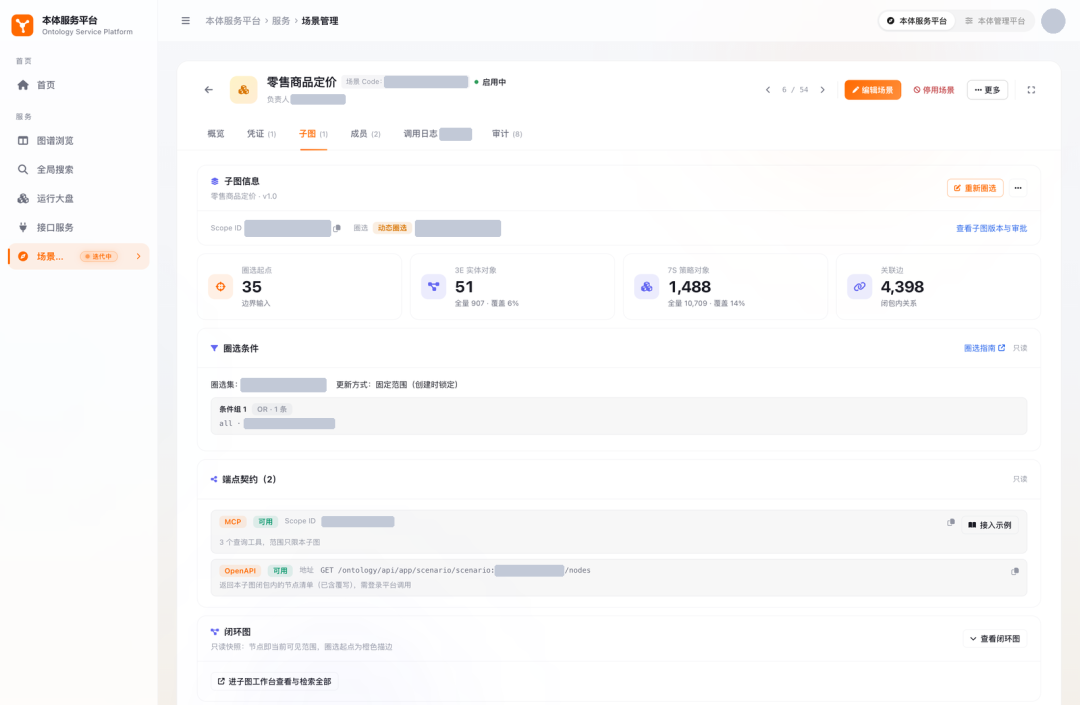 本体服务平台
Ontology Service Platform
本体服务平台 › 服务 › 场景管理
本体服务平台
本体管理平台
首页
首页
服务
图谱浏览
全局搜索
运行大盘
接口服务
场景... 迭代中
零售商品定价 场景 Code 启用中
负责人
6 / 54
编辑场景
停用场景
更多
概览
凭证 (1)
子图 (1)
成员 (2)
调用日志
审计 (8)
子图信息
零售商品定价 · v1.0
重新圈选
Scope ID 圈选 动态圈选
查看子图版本与审批
圈选起点
35
边界输入
3E 实体对象
51
全量 907 · 覆盖 6%
7S 策略对象
1,488
全量 10,709 · 覆盖 14%
关联边
4,398
闭包内关系
圈选条件
圈选指南 只读
圈选集: 更新方式: 固定范围 (创建时锁定)
条件组 1 OR · 1 条
all ·
端点契约 (2)
只读
MCP 可用 Scope ID
接入示例
3 个查询工具, 范围只限本子图
OpenAPI 可用 地址 GET /ontology/api/app/scenario/scenario: /nodes
返回本子图闭包内的节点清单 (已含覆写), 需登录平台调用
闭环图
只读快照: 节点即当前可见范围, 圈选起点为橙色描边
查看闭环图
进子图工作台查看与检索全部